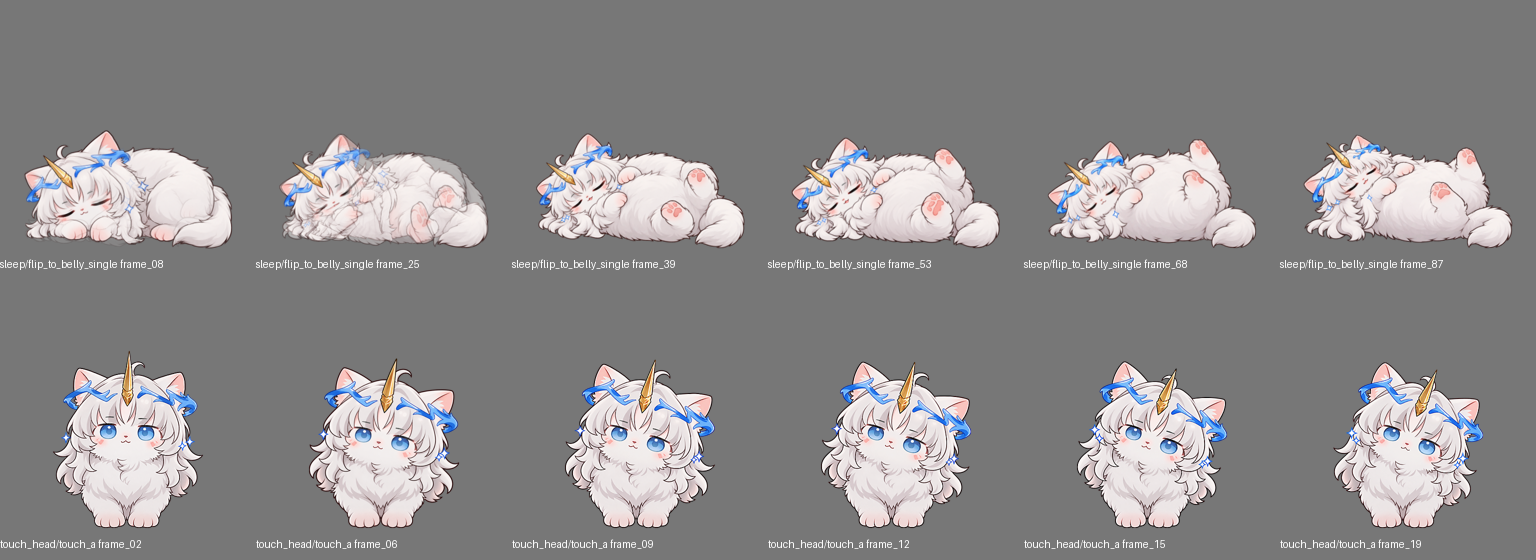 sleep/flip_to_belly_single frame_08
sleep/flip_to_belly_single frame_25
sleep/flip_to_belly_single frame_39
sleep/flip_to_belly_single frame_53
sleep/flip_to_belly_single frame_68
sleep/flip_to_belly_single frame_87
touch_head/touch_a frame_02
touch_head/touch_a frame_06
touch_head/touch_a frame_09
touch_head/touch_a frame_12
touch_head/touch_a frame_15
touch_head/touch_a frame_19